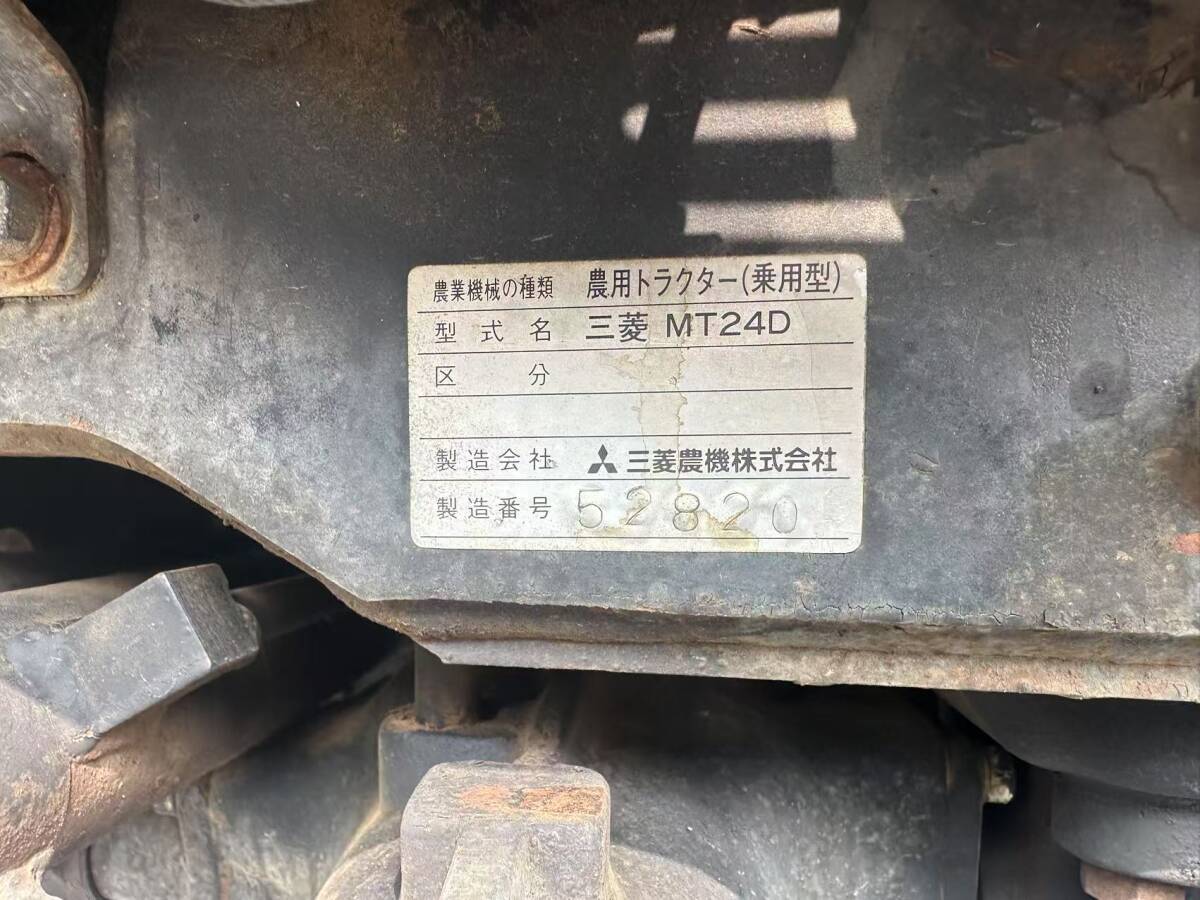 農業機械の種類 農用トラクター(乗用型)
型式名 三菱 MT24D
区分
製造会社 三菱農機株式会社
製造番号 52820